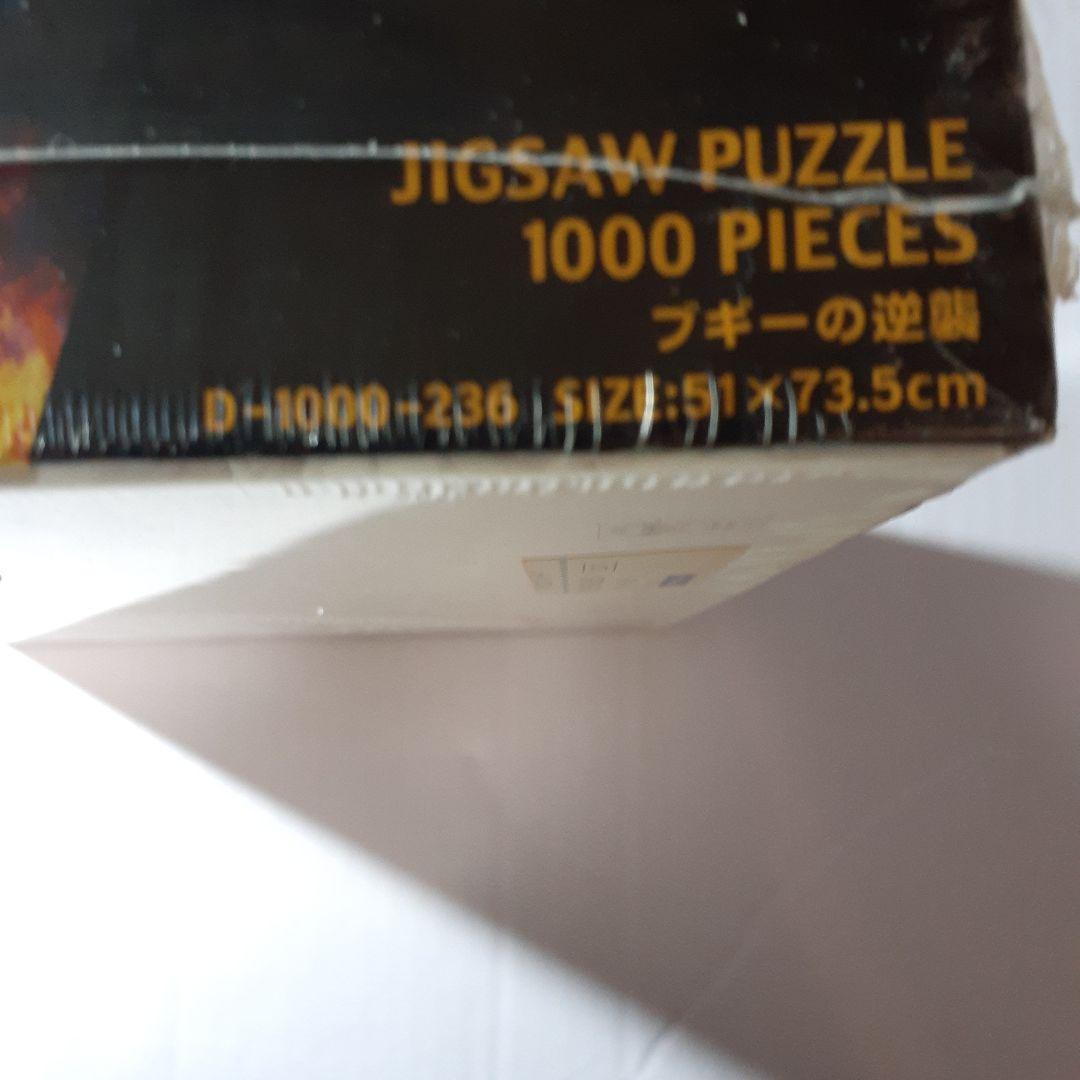 JIGSAW PUZZLE
1000 PIECES
ブギーの逆襲
D-1000-236 SIZE:51×73.5cm